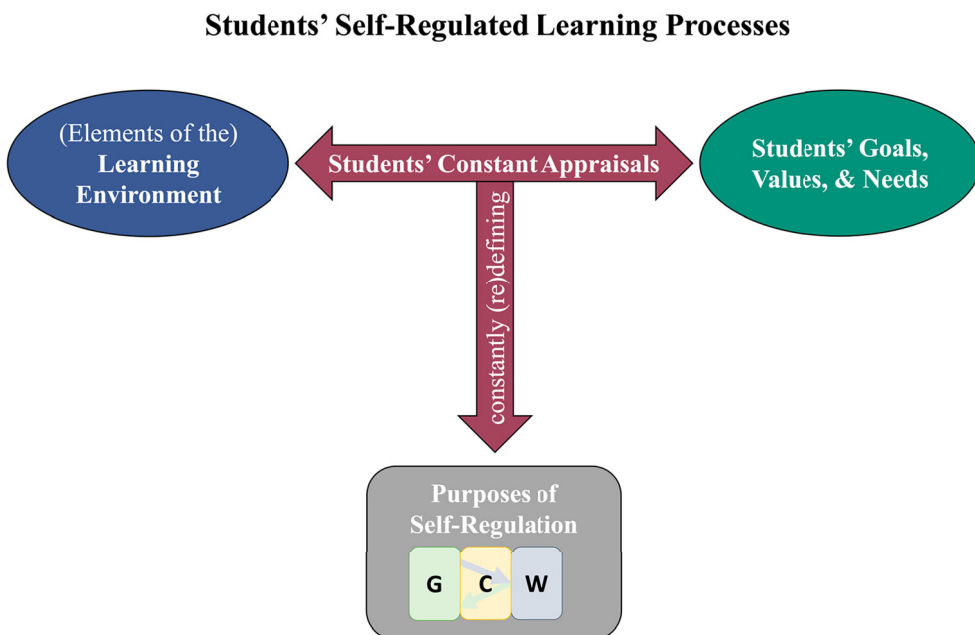 Students' Self-Regulated Learning Processes
(Elements of the)
Learning
Environment
Students' Constant Appraisals
Students' Goals,
Values, & Needs
constantly (re)defining
Purposes of
Self-Regulation
G C W